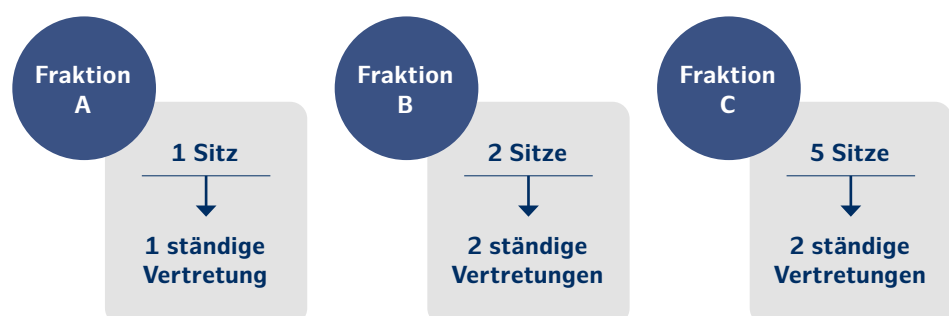 Fraktion
A
1 Sitz
1 ständige
Vertretung
Fraktion
B
2 Sitze
2 ständige
Vertretungen
Fraktion
C
5 Sitze
2 ständige
Vertretungen